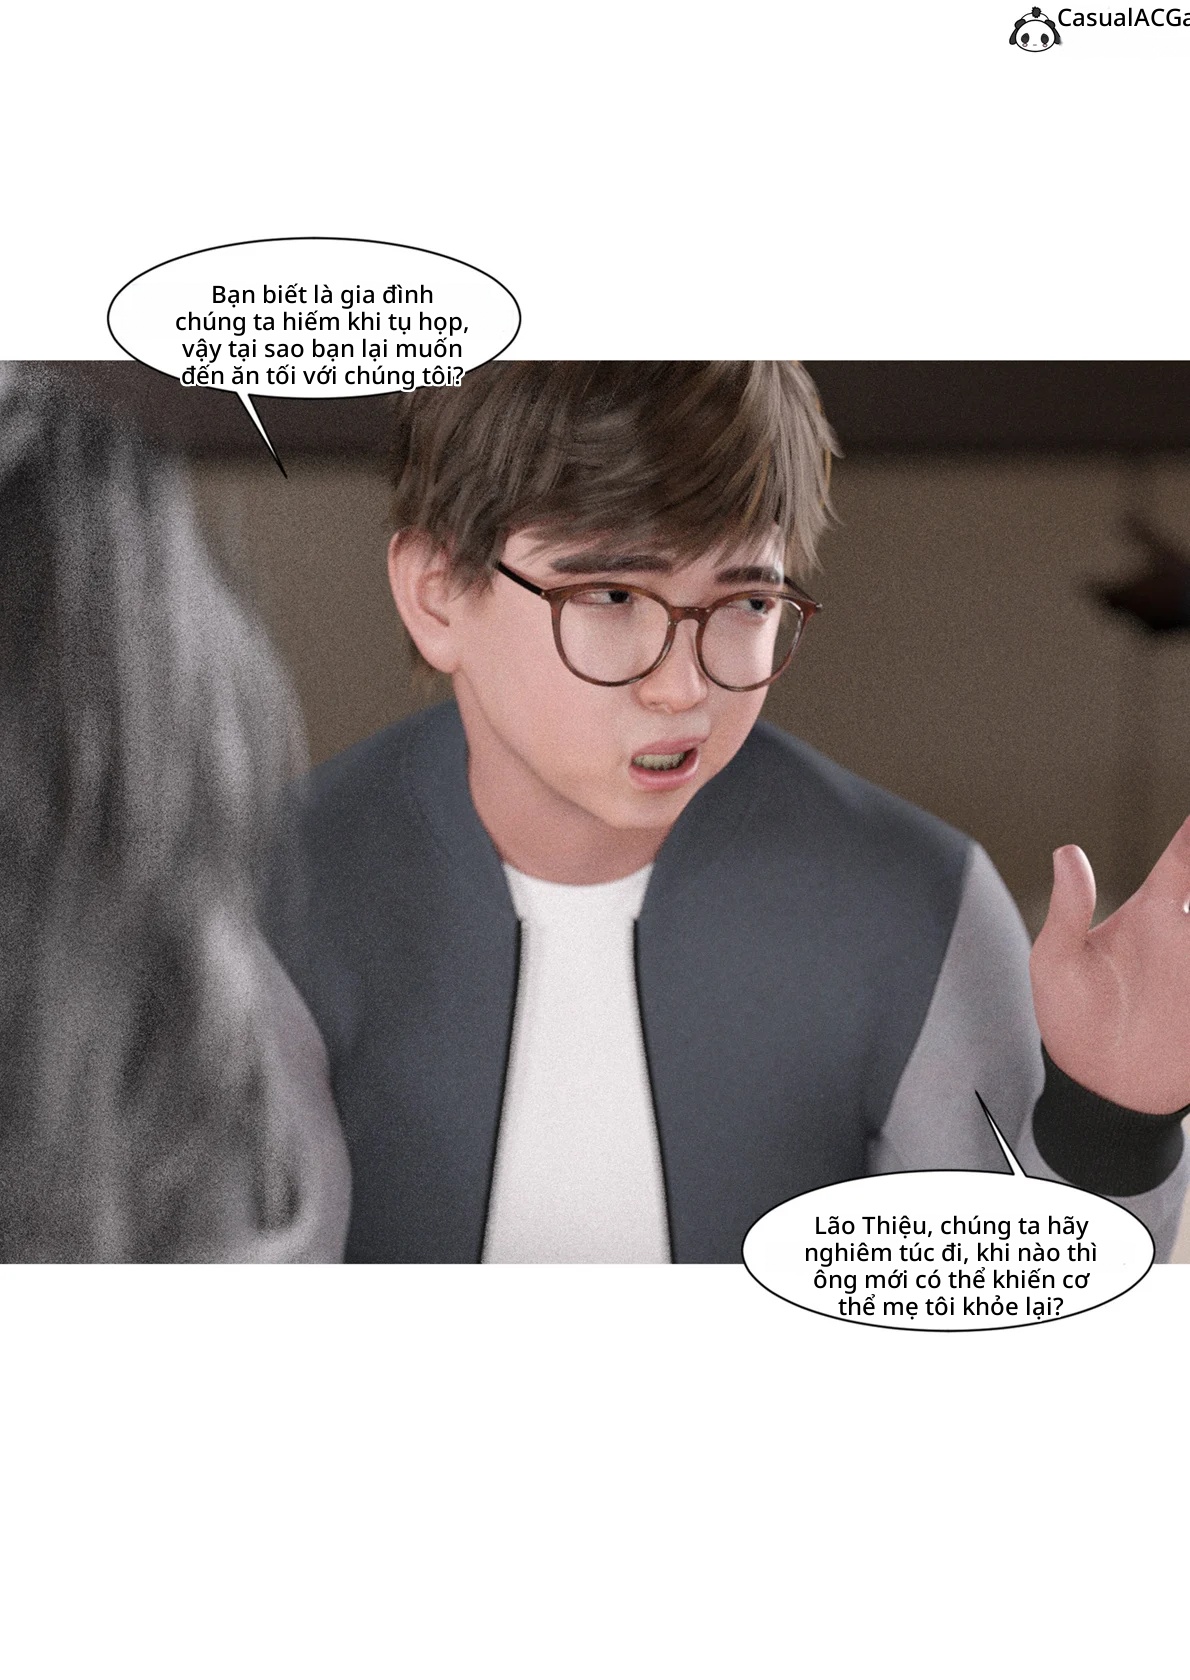 CasualACGa
Bạn biết là gia đình
chúng ta hiếm khi tụ họp,
vậy tại sao bạn lại muốn
đến ăn tối với chúng tôi?
Lão Thiệu, chúng ta hãy
nghiêm túc đi, khi nào thì
ông mới có thể khiến cơ
thể mẹ tôi khỏe lại?